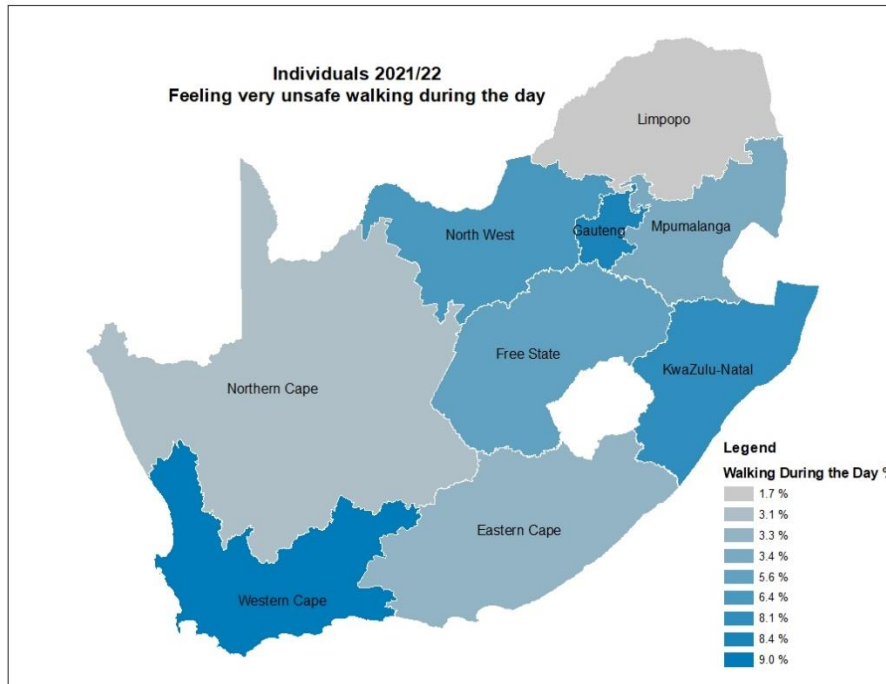 Individuals 2021/22
Feeling very unsafe walking during the day
Limpopo
North West
Gauteng
Mpumalanga
Free State
KwaZulu-Natal
Northern Cape
Eastern Cape
Western Cape
Legend
Walking During the Day %
1.7 %
3.1 %
3.3 %
3.4 %
5.6 %
6.4 %
8.1 %
8.4 %
9.0 %